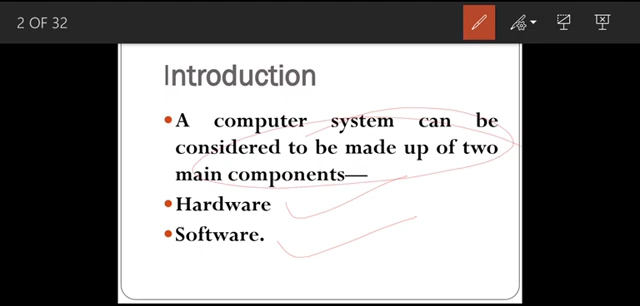 2 OF 32
Introduction
•A computer system can be
considered to be made up of two
main components—
•Hardware
•Software.